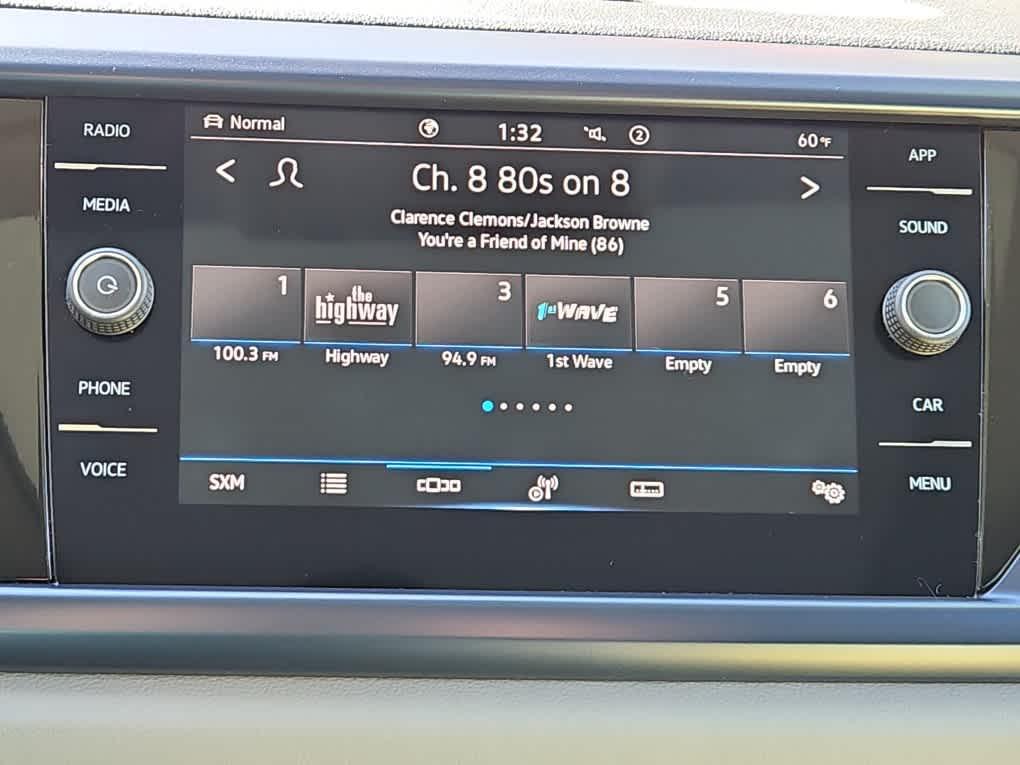 RADIO
MEDIA
PHONE
VOICE
Normal
1:32
2
60°F
Ch. 8 80s on 8
Clarence Clemons/Jackson Browne
You're a Friend of Mine (86)
1
the highway
3
1st WAVE
5
6
100.3 FM
Highway
94.9 FM
1st Wave
Empty
Empty
SXM
APP
SOUND
CAR
MENU